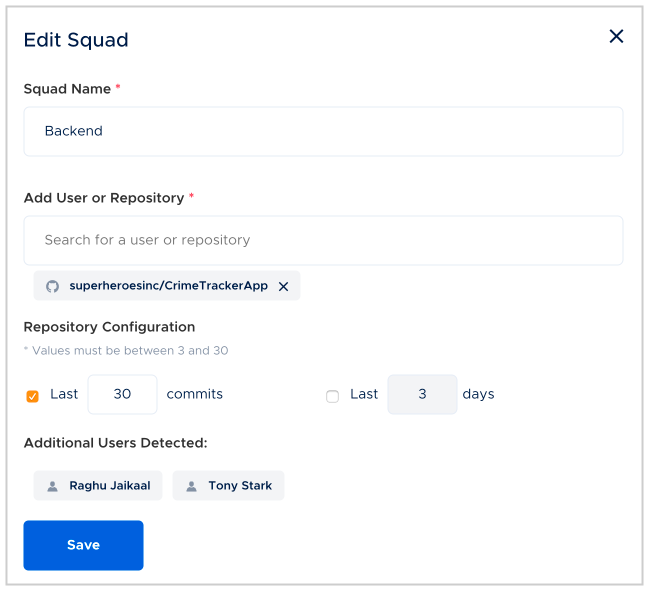 Edit Squad
Squad Name *
Backend
Add User or Repository *
Search for a user or repository
superheroesinc/CrimeTrackerApp
Repository Configuration
* Values must be between 3 and 30
Last 30 commits Last 3 days
Additional Users Detected:
Raghu Jaikaal Tony Stark
Save